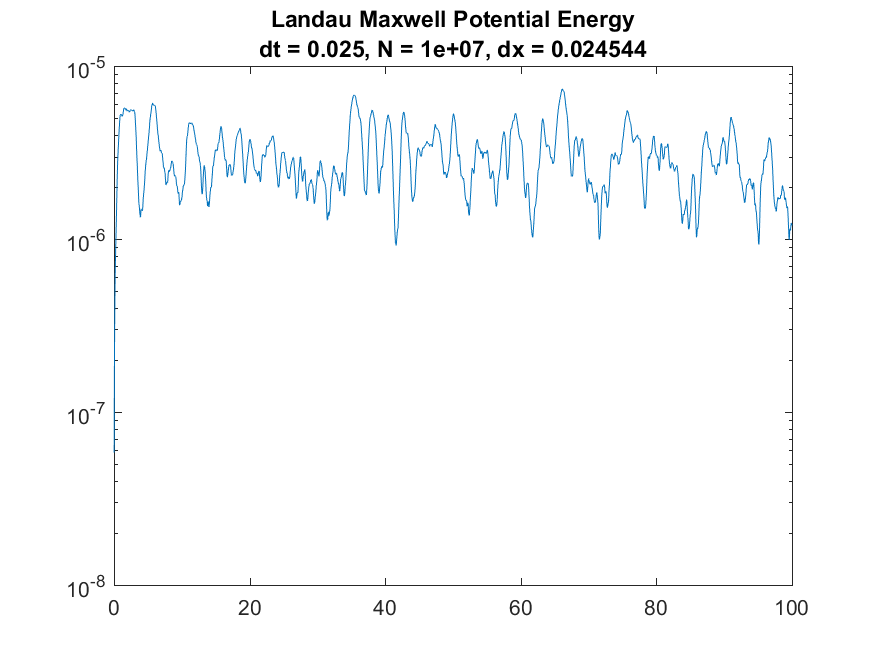 Landau Maxwell Potential Energy
dt = 0.025, N = 1e+07, dx = 0.024544
10^-5
10^-6
10^-7
10^-8
0 20 40 60 80 100